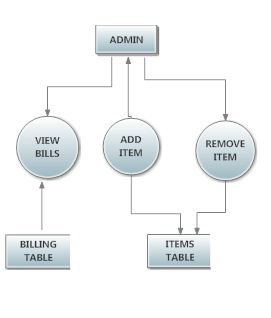 ADMIN
VIEW
BILLS
ADD
ITEM
REMOVE
ITEM
BILLING
TABLE
ITEMS
TABLE